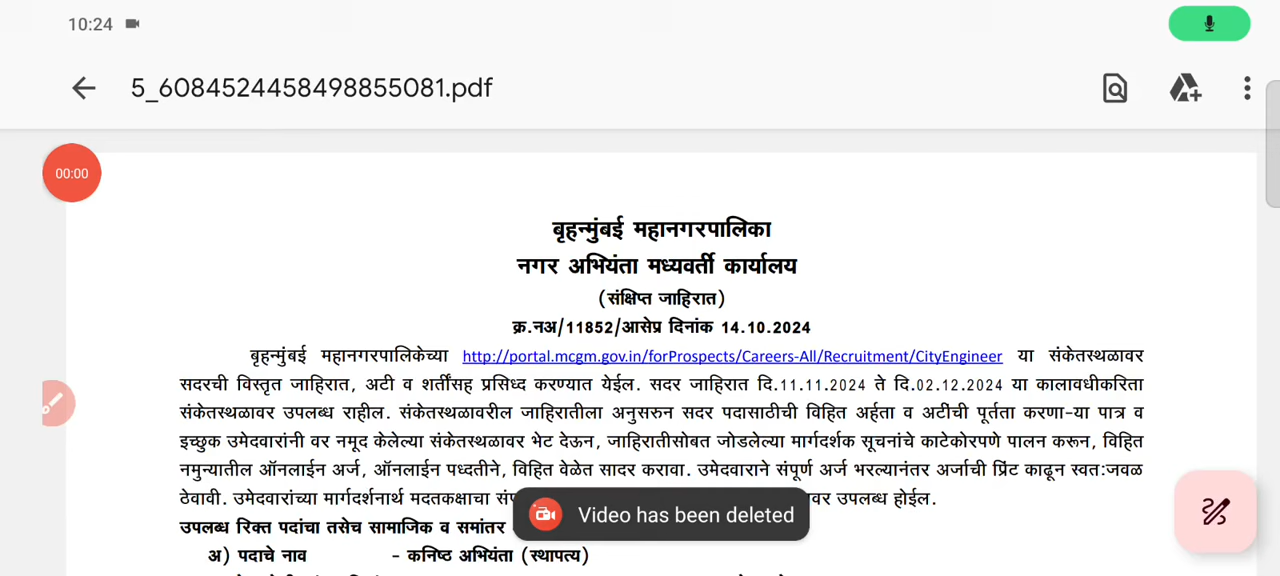 10:24
5_6084524458498855081.pdf
00:00
बृहन्मुंबई महानगरपालिका
नगर अभियंता मध्यवर्ती कार्यालय
(संक्षिप्त जाहिरात)
क्र.नअ/11852/आसेप्र दिनांक 14.10.2024
बृहन्मुंबई महानगरपालिकेच्या http://portal.mcgm.gov.in/forProspects/Careers-All/Recruitment/CityEngineer या संकेतस्थळावर
सदरची विस्तृत जाहिरात, अटी व शर्तीसह प्रसिध्द करण्यात येईल. सदर जाहिरात दि.11.11.2024 ते दि.02.12.2024 या कालावधीकरिता
संकेतस्थळावर उपलब्ध राहील. संकेतस्थळावरील जाहिरातीला अनुसरुन सदर पदासाठीची विहित अर्हता व अटींची पूर्तता करणा-या पात्र व
इच्छुक उमेदवारांनी वर नमूद केलेल्या संकेतस्थळावर भेट देऊन, जाहिरातीसोबत जोडलेल्या मार्गदर्शक सूचनांचे काटेकोरपणे पालन करून, विहित
नमुन्यातील ऑनलाईन अर्ज, ऑनलाईन पध्दतीने, विहित वेळेत सादर करावा. उमेदवाराने संपूर्ण अर्ज भरल्यानंतर अर्जाची प्रिंट काढून स्वत:जवळ
ठेवावी. उमेदवारांच्या मार्गदर्शनार्थ मदतकक्षाचा उपलब्ध होईल.
Video has been deleted
उपलब्ध रिक्त पदांचा तसेच सामाजिक व समांतर
अ) पदाचे नाव - कनिष्ठ अभियंता (स्थापत्य)